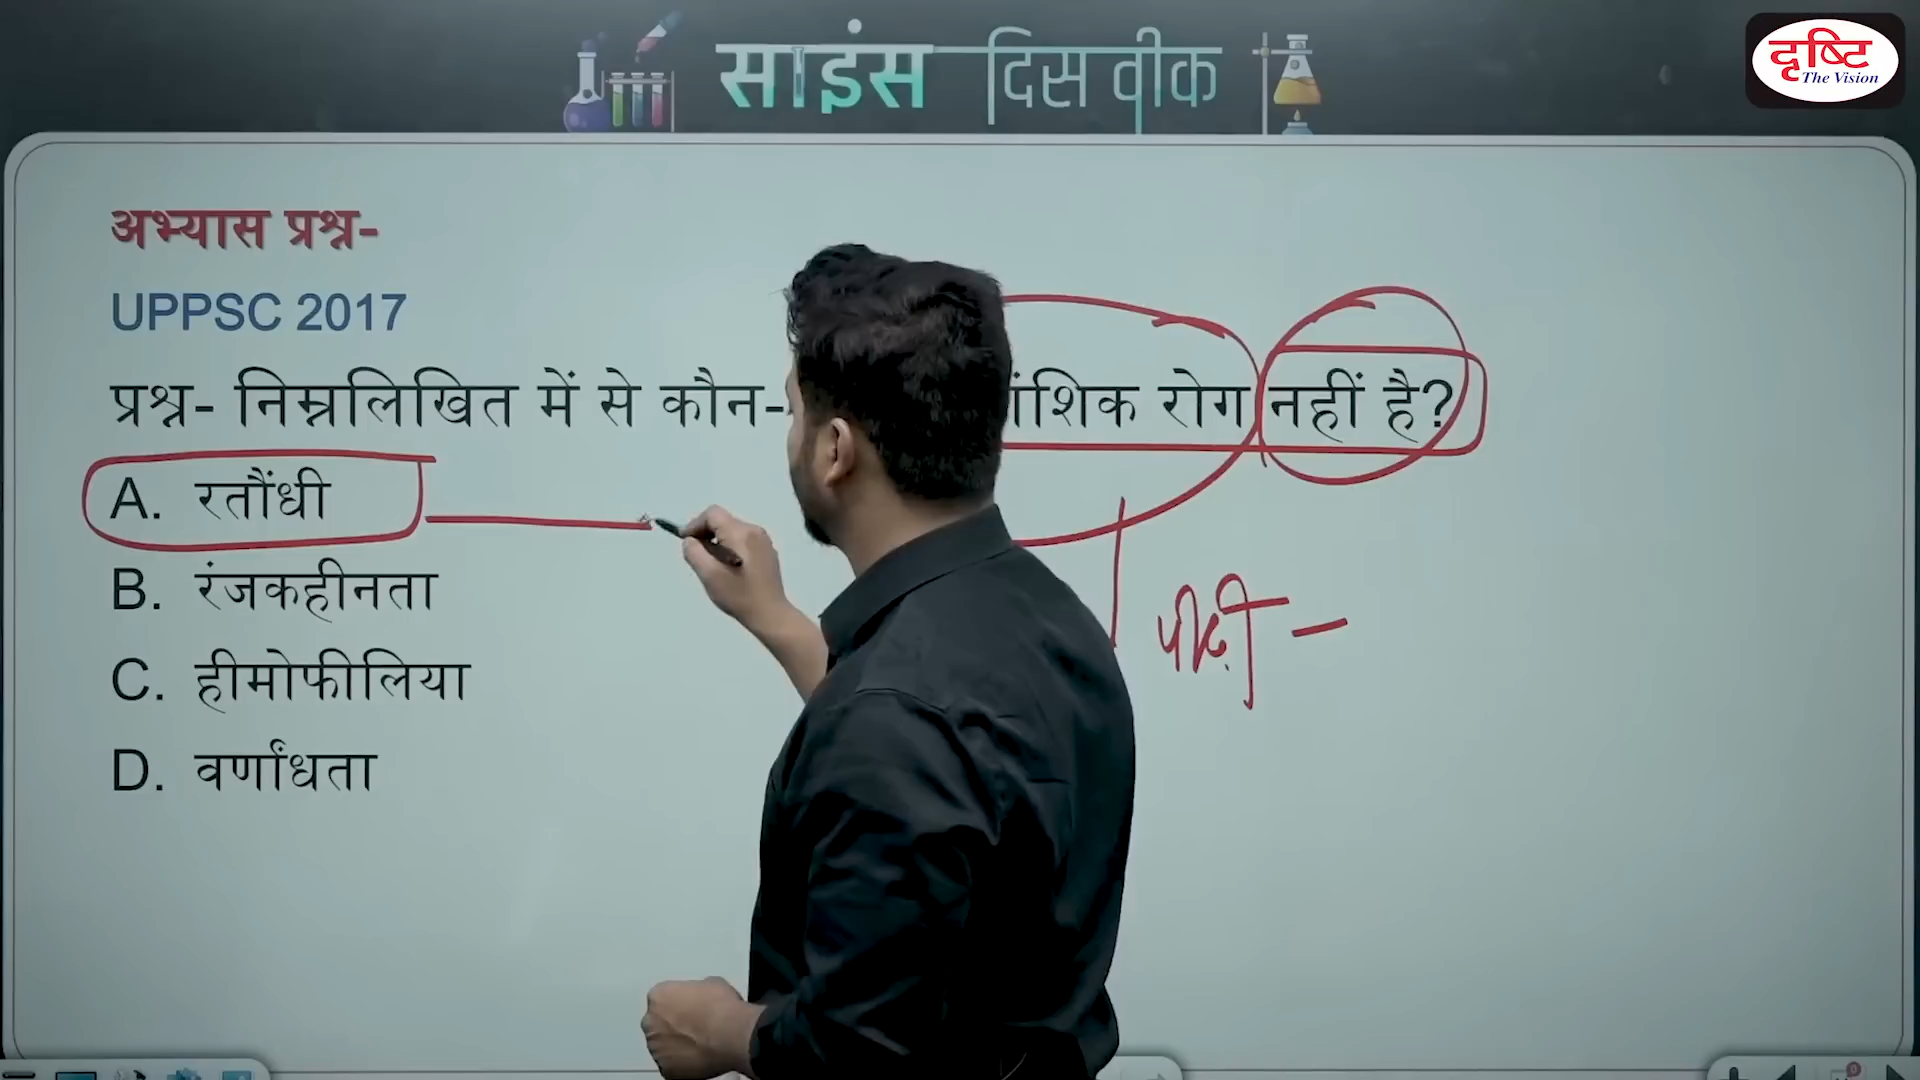 साइंस दिस वीक
दृष्टि
The Vision
अभ्यास प्रश्न-
UPPSC 2017
प्रश्न- निम्नलिखित में से कौन- ांशिक रोग नहीं है?
A. रतौंधी
B. रंजकहीनता
C. हीमोफीलिया
D. वर्णांधता
पीढ़ी -